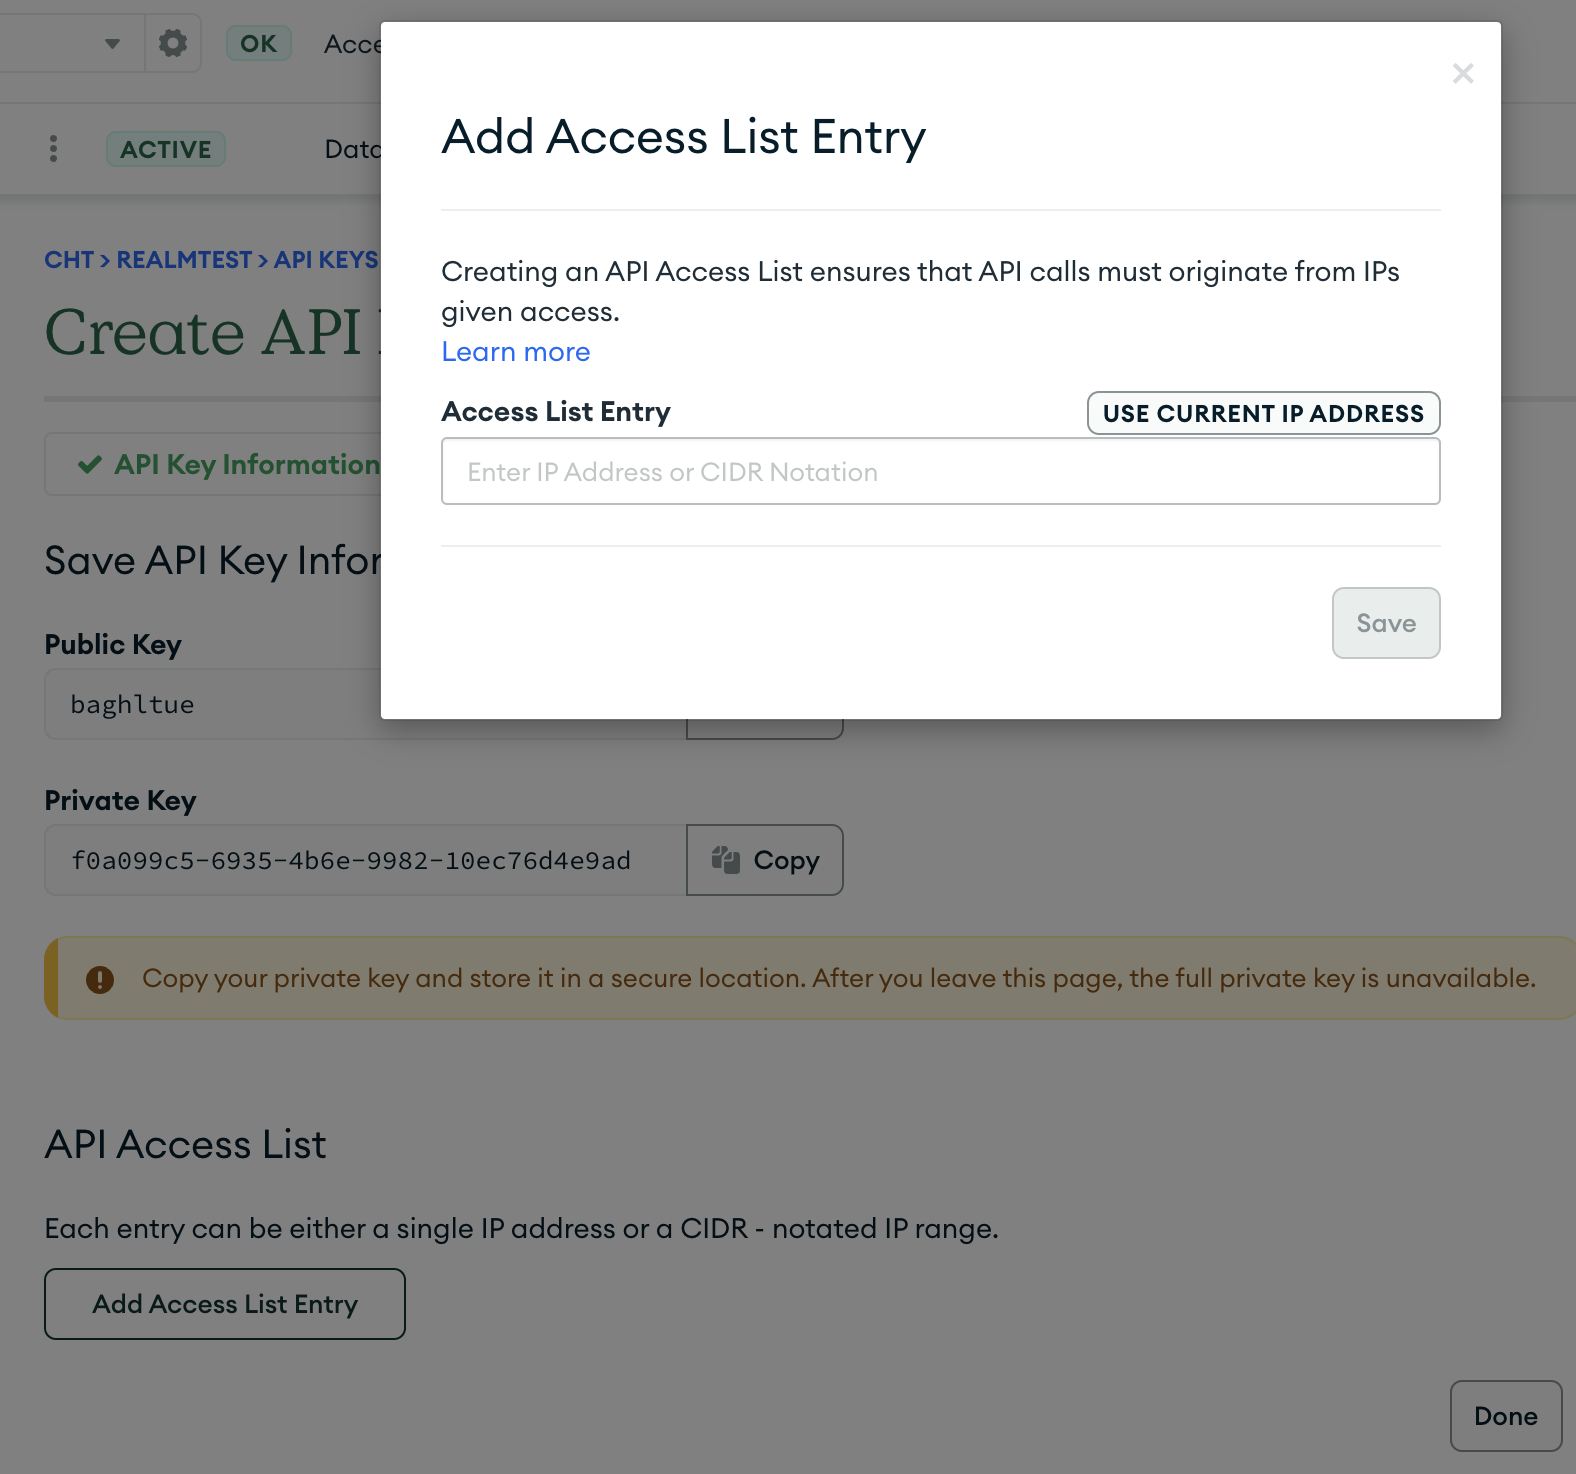 OK
Acce
ACTIVE
Data
CHT > REALMTEST > API KEYS
Create API
API Key Information
Save API Key Infor
Public Key
baghltue
Private Key
f0a099c5-6935-4b6e-9982-10ec76d4e9ad
Copy
Copy your private key and store it in a secure location. After you leave this page, the full private key is unavailable.
API Access List
Each entry can be either a single IP address or a CIDR - notated IP range.
Add Access List Entry
Done
Add Access List Entry
Creating an API Access List ensures that API calls must originate from IPs
given access.
Learn more
Access List Entry
USE CURRENT IP ADDRESS
Enter IP Address or CIDR Notation
Save